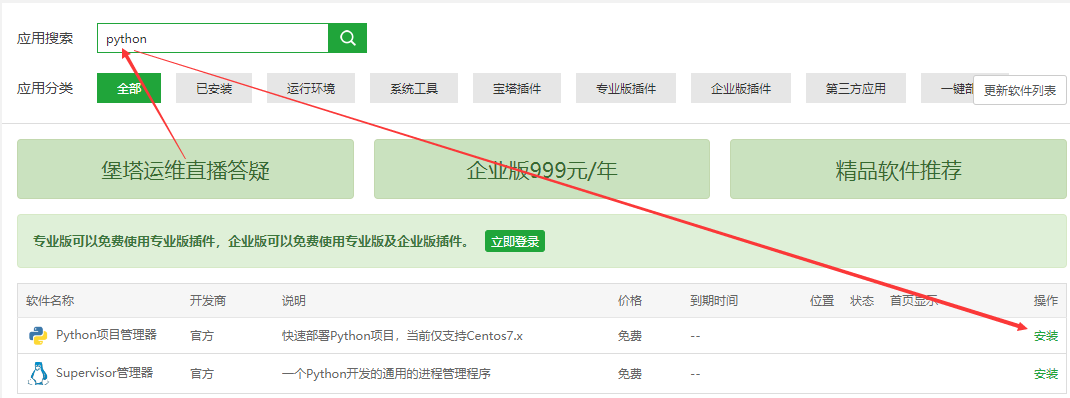 应用搜索 python
应用分类 全部 已安装 运行环境 系统工具 宝塔插件 专业版插件 企业版插件 第三方应用 一键部 更新软件列表
堡塔运维直播答疑 企业版999元/年 精品软件推荐
专业版可以免费使用专业版插件，企业版可以免费使用专业版及企业版插件。 立即登录
软件名称 开发商 说明 价格 到期时间 位置 状态 首页显示 操作
Python项目管理器 官方 快速部署Python项目，当前仅支持Centos7.x 免费 -- 安装
Supervisor管理器 官方 一个Python开发的通用的进程管理程序 免费 -- 安装